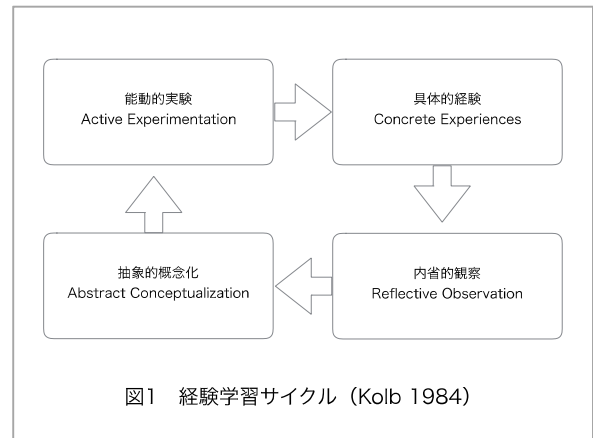 能動的実験
Active Experimentation
具体的経験
Concrete Experiences
抽象的概念化
Abstract Conceptualization
内省的観察
Reflective Observation
図1　経験学習サイクル（Kolb 1984）